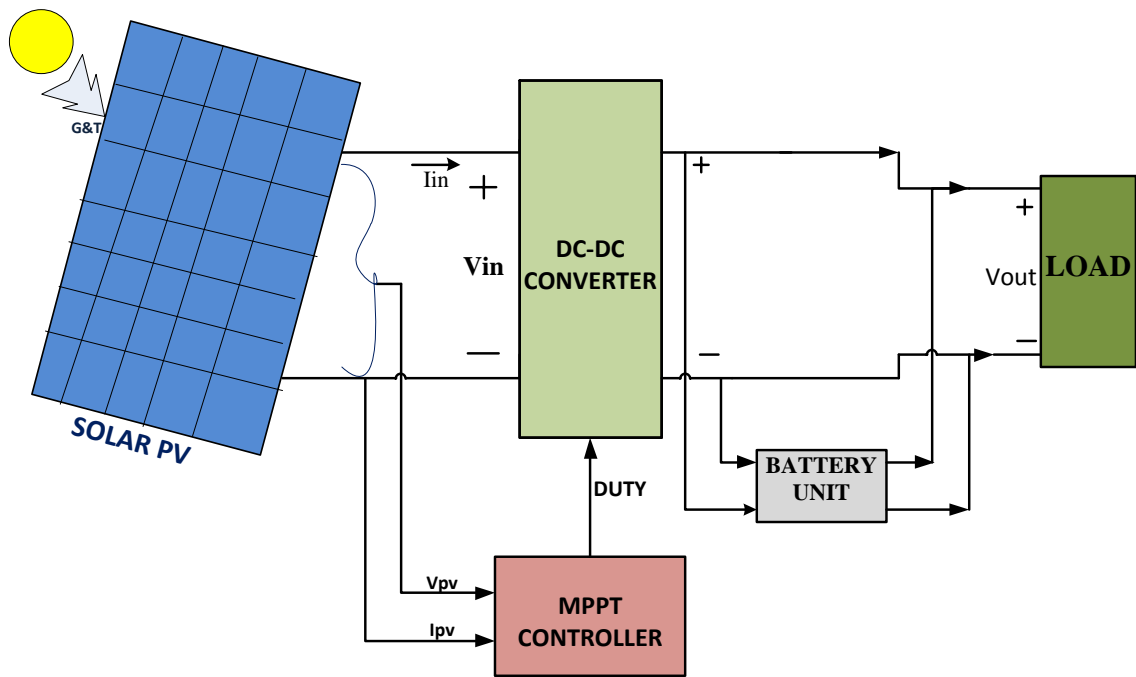 G&T
SOLAR PV
Iin
+
Vin
—
DC-DC
CONVERTER
+
–
+
Vout
–
LOAD
BATTERY
UNIT
DUTY
Vpv
Ipv
MPPT
CONTROLLER